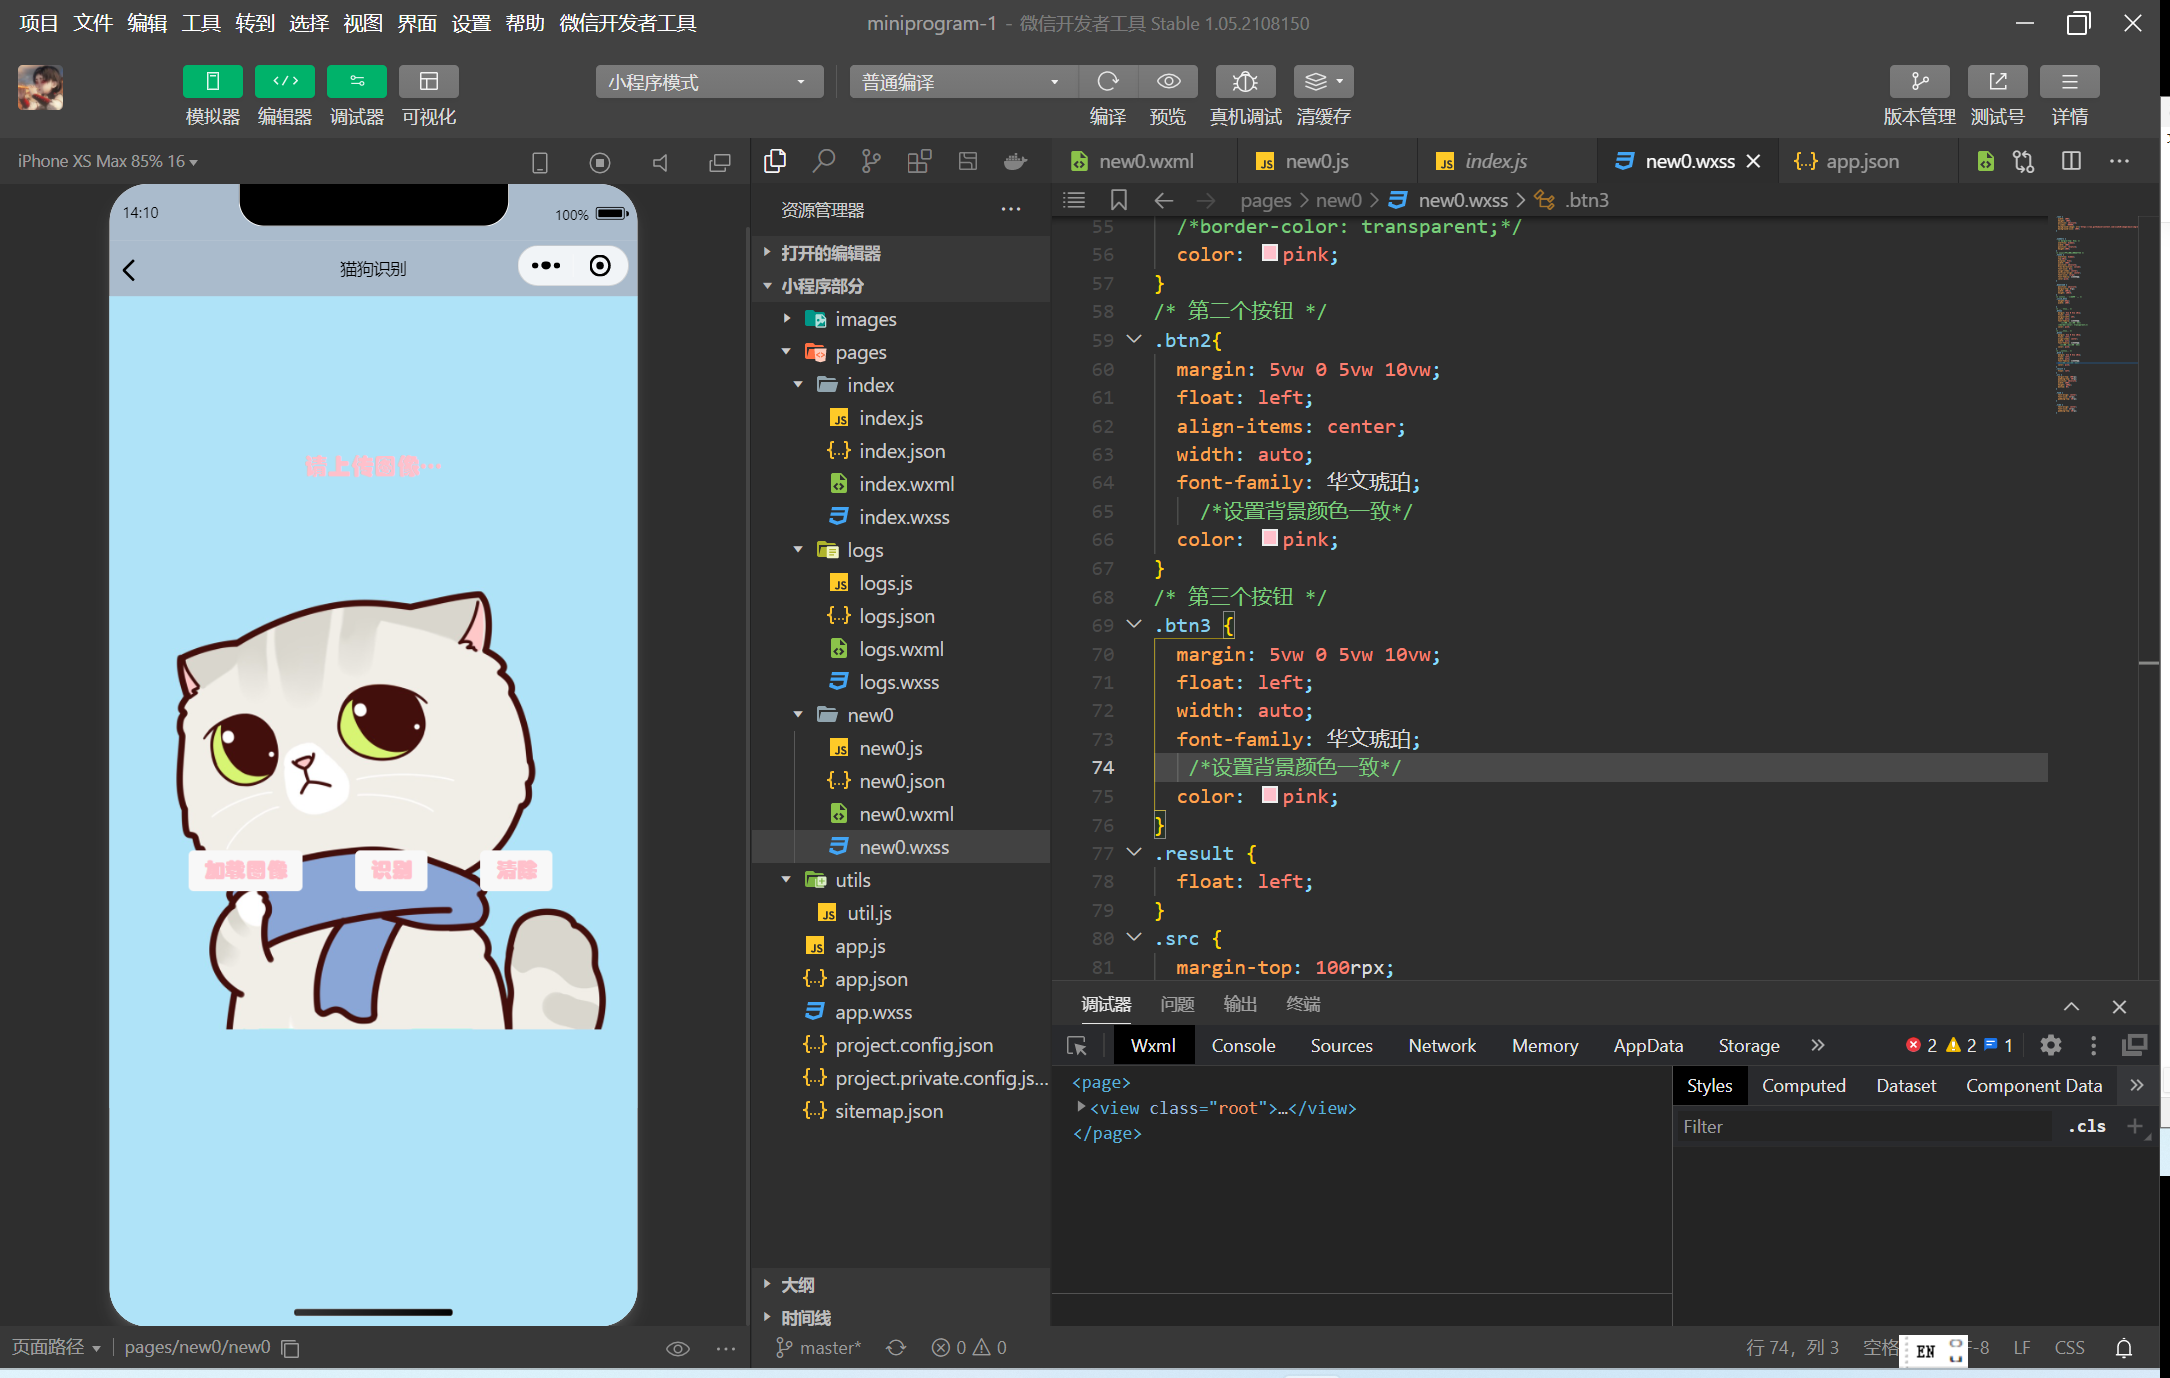 项目 文件 编辑 工具 转到 选择 视图 界面 设置 帮助 微信开发者工具
miniprogram-1 - 微信开发者工具 Stable 1.05.2108150
模拟器 编辑器 调试器 可视化
小程序模式
普通编译
编译 预览 真机调试 清缓存
版本管理 测试号 详情
iPhone XS Max 85% 16
14:10
100%
猫狗识别
请上传图像...
加载图像 识别 清除
页面路径
pages/new0/new0
资源管理器
打开的编辑器
小程序部分
images
pages
index
index.js
index.json
index.wxml
index.wxss
logs
logs.js
logs.json
logs.wxml
logs.wxss
new0
new0.js
new0.json
new0.wxml
new0.wxss
utils
util.js
app.js
app.json
app.wxss
project.config.json
project.private.config.js...
sitemap.json
大纲
时间线
master*
0 0
new0.wxml new0.js index.js new0.wxss app.json
pages > new0 > new0.wxss > .btn3
55 /*border-color: transparent;*/
56 color: pink;
57 }
58 /* 第二个按钮 */
59 .btn2{
60 margin: 5vw 0 5vw 10vw;
61 float: left;
62 align-items: center;
63 width: auto;
64 font-family: 华文琥珀;
65 /*设置背景颜色一致*/
66 color: pink;
67 }
68 /* 第三个按钮 */
69 .btn3 {
70 margin: 5vw 0 5vw 10vw;
71 float: left;
72 width: auto;
73 font-family: 华文琥珀;
74 /*设置背景颜色一致*/
75 color: pink;
76 }
77 .result {
78 float: left;
79 }
80 .src {
81 margin-top: 100rpx;
调试器 问题 输出 终端
Wxml Console Sources Network Memory AppData Storage
2 2 1
<page>
<view class="root">…</view>
</page>
Styles Computed Dataset Component Data
Filter
.cls
行 74，列 3
空格
EN
-8
LF
CSS